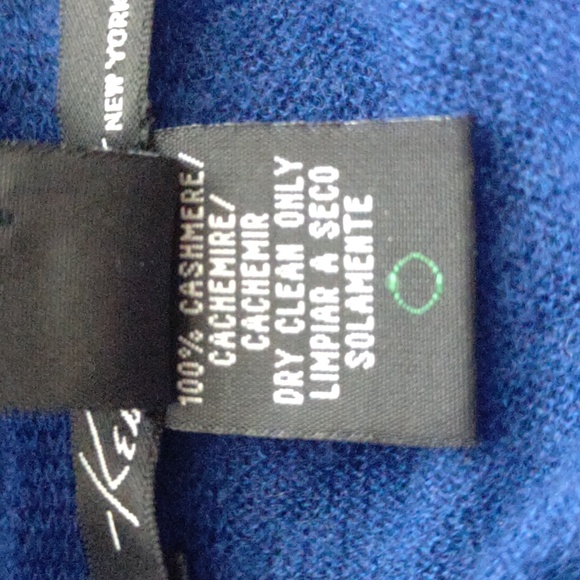 NEW YORK
100% CASHMERE/
CACHEMIRE/
CACHEMIR
DRY CLEAN ONLY
LIMPIAR A SECO
SOLAMENTE